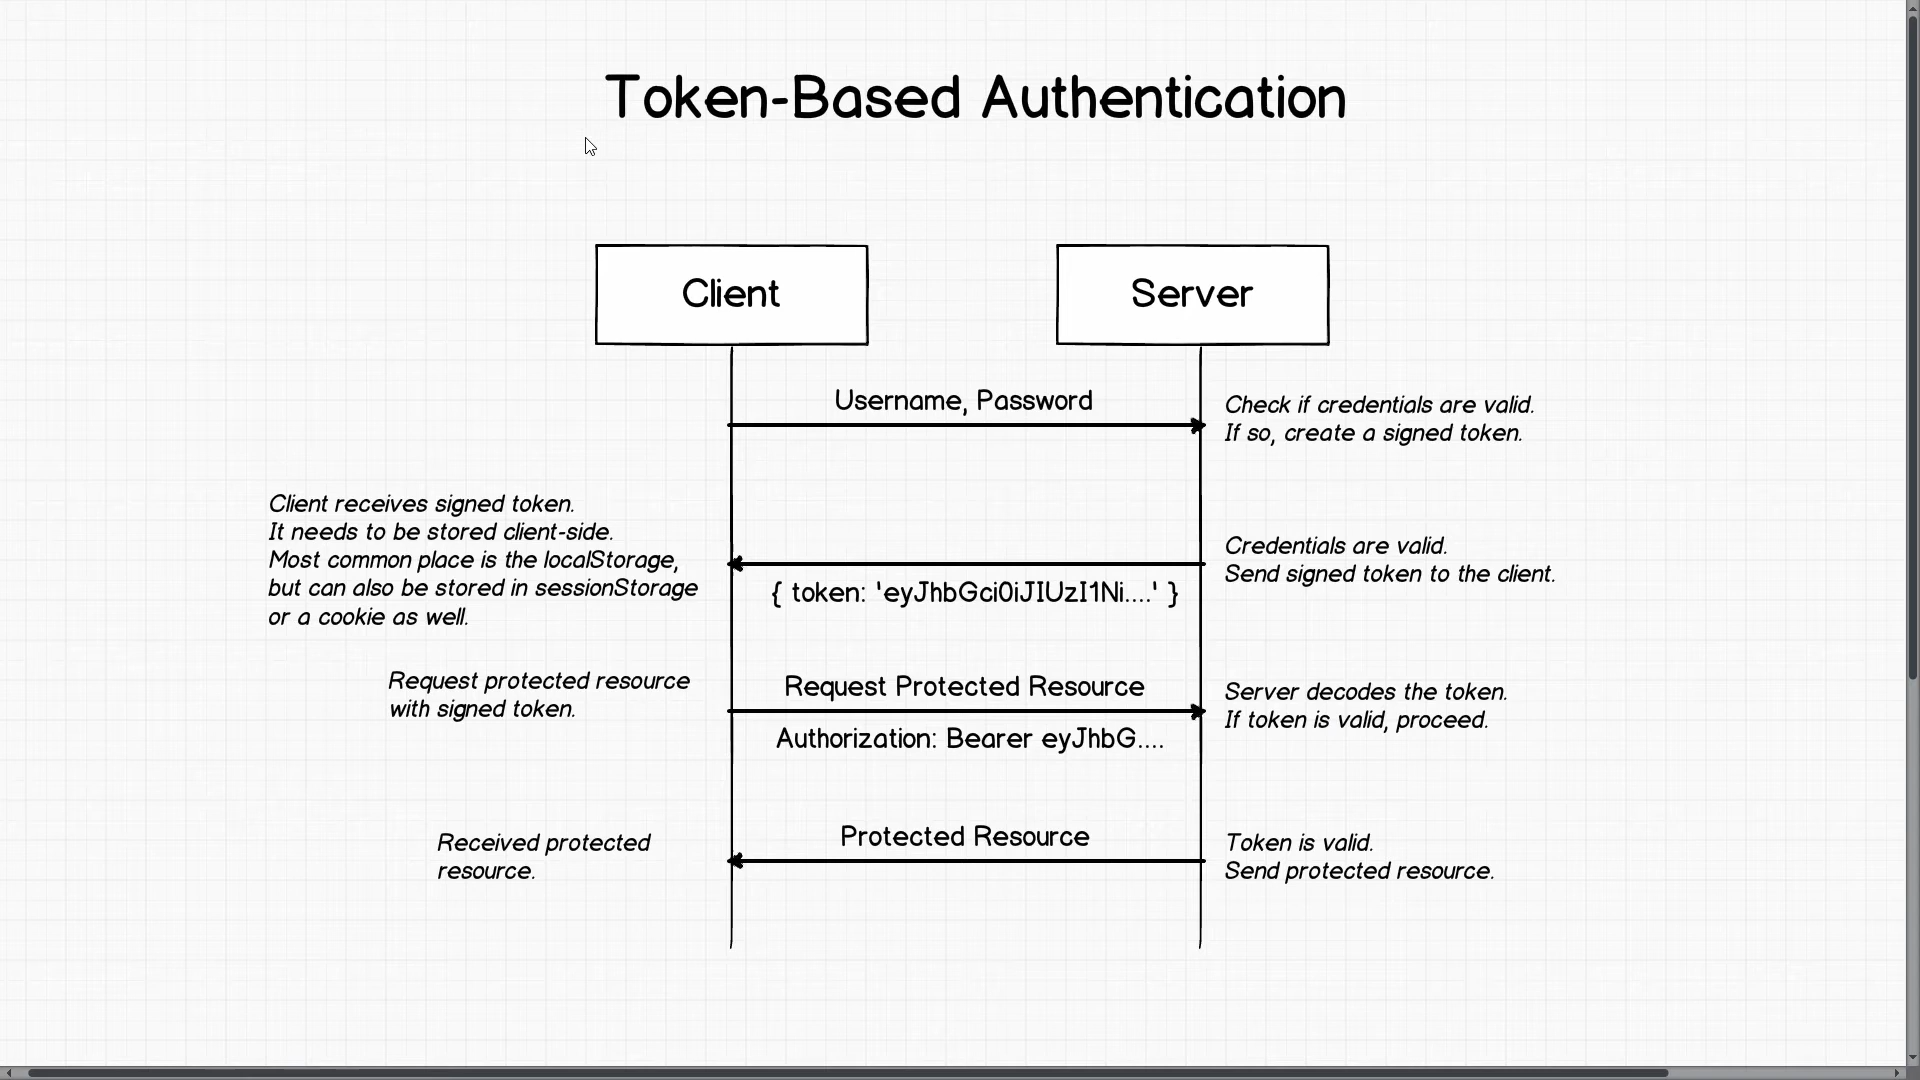 Token-Based Authentication
Client
Server
Username, Password
Check if credentials are valid.
If so, create a signed token.
Client receives signed token.
It needs to be stored client-side.
Most common place is the localStorage,
but can also be stored in sessionStorage
or a cookie as well.
Credentials are valid.
Send signed token to the client.
{ token: 'eyJhbGci0iJIUzI1Ni....' }
Request protected resource
with signed token.
Request Protected Resource
Authorization: Bearer eyJhbG....
Server decodes the token.
If token is valid, proceed.
Received protected
resource.
Protected Resource
Token is valid.
Send protected resource.